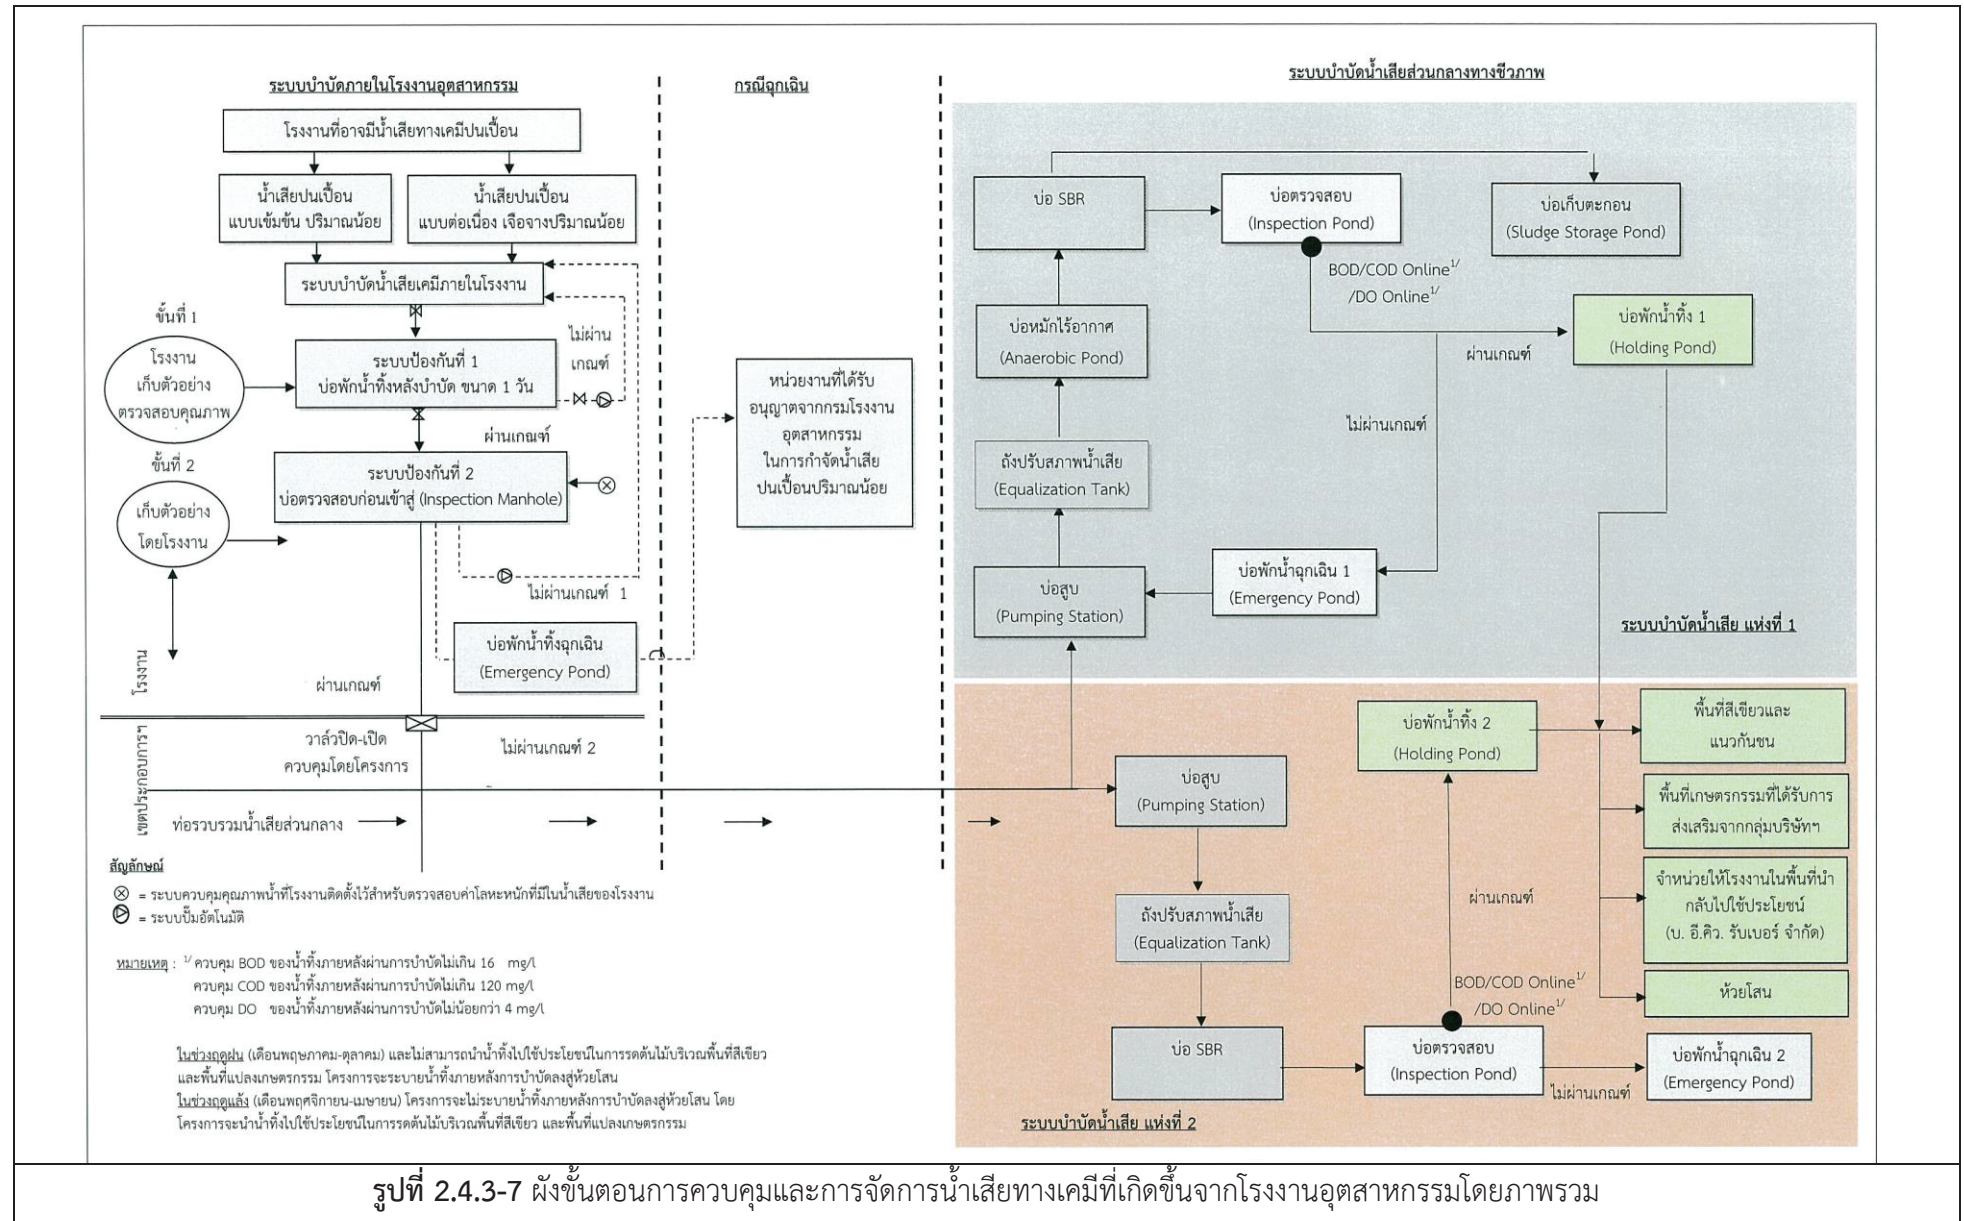 ระบบบำบัดภายในโรงงานอุตสาหกรรม
โรงงานที่อาจมีน้ำเสียทางเคมีปนเปื้อน
น้ำเสียปนเปื้อน
แบบเข้มข้น ปริมาณน้อย
น้ำเสียปนเปื้อน
แบบต่อเนื่อง เจือจางปริมาณน้อย
ระบบบำบัดน้ำเสียเคมีภายในโรงงาน
ขั้นที่ 1
โรงงาน
เก็บตัวอย่าง
ตรวจสอบคุณภาพ
ระบบป้องกันที่ 1
บ่อพักน้ำทิ้งหลังบำบัด ขนาด 1 วัน
ไม่ผ่าน
เกณฑ์
ผ่านเกณฑ์
ขั้นที่ 2
เก็บตัวอย่าง
โดยโรงงาน
ระบบป้องกันที่ 2
บ่อตรวจสอบก่อนเข้าสู่ (Inspection Manhole)
ไม่ผ่านเกณฑ์ 1
บ่อพักน้ำทิ้งฉุกเฉิน
(Emergency Pond)
โรงงาน
ผ่านเกณฑ์
เขตประกอบการฯ
วาล์วปิด-เปิด
ควบคุมโดยโครงการ
ไม่ผ่านเกณฑ์ 2
ท่อรวบรวมน้ำเสียส่วนกลาง
กรณีฉุกเฉิน
หน่วยงานที่ได้รับ
อนุญาตจากกรมโรงงาน
อุตสาหกรรม
ในการกำจัดน้ำเสีย
ปนเปื้อนปริมาณน้อย
ระบบบำบัดน้ำเสียส่วนกลางทางชีวภาพ
บ่อ SBR
บ่อตรวจสอบ
(Inspection Pond)
บ่อเก็บตะกอน
(Sludge Storage Pond)
BOD/COD Online1/
/DO Online1/
บ่อหมักไร้อากาศ
(Anaerobic Pond)
ผ่านเกณฑ์
บ่อพักน้ำทิ้ง 1
(Holding Pond)
ไม่ผ่านเกณฑ์
ถังปรับสภาพน้ำเสีย
(Equalization Tank)
บ่อสูบ
(Pumping Station)
บ่อพักน้ำฉุกเฉิน 1
(Emergency Pond)
ระบบบำบัดน้ำเสีย แห่งที่ 1
บ่อสูบ
(Pumping Station)
บ่อพักน้ำทิ้ง 2
(Holding Pond)
พื้นที่สีเขียวและ
แนวกันชน
พื้นที่เกษตรกรรมที่ได้รับการ
ส่งเสริมจากกลุ่มบริษัทฯ
จำหน่ายให้โรงงานในพื้นที่นำ
กลับไปใช้ประโยชน์
(บ. อี.คิว. รับเบอร์ จำกัด)
ห้วยโสน
ถังปรับสภาพน้ำเสีย
(Equalization Tank)
ผ่านเกณฑ์
BOD/COD Online1/
/DO Online1/
บ่อ SBR
บ่อตรวจสอบ
(Inspection Pond)
ไม่ผ่านเกณฑ์
บ่อพักน้ำฉุกเฉิน 2
(Emergency Pond)
ระบบบำบัดน้ำเสีย แห่งที่ 2
สัญลักษณ์
= ระบบควบคุมคุณภาพน้ำที่โรงงานติดตั้งไว้สำหรับตรวจสอบค่าโลหะหนักที่มีในน้ำเสียของโรงงาน
= ระบบปั๊มอัตโนมัติ
หมายเหตุ : 1/ ควบคุม BOD ของน้ำทิ้งภายหลังผ่านการบำบัดไม่เกิน 16 mg/l
ควบคุม COD ของน้ำทิ้งภายหลังผ่านการบำบัดไม่เกิน 120 mg/l
ควบคุม DO ของน้ำทิ้งภายหลังผ่านการบำบัดไม่น้อยกว่า 4 mg/l
ในช่วงฤดูฝน (เดือนพฤษภาคม-ตุลาคม) และไม่สามารถนำน้ำทิ้งไปใช้ประโยชน์ในการรดต้นไม้บริเวณพื้นที่สีเขียว
และพื้นที่แปลงเกษตรกรรม โครงการจะระบายน้ำทิ้งภายหลังการบำบัดลงสู่ห้วยโสน
ในช่วงฤดูแล้ง (เดือนพฤศจิกายน-เมษายน) โครงการจะไม่ระบายน้ำทิ้งภายหลังการบำบัดลงสู่ห้วยโสน โดย
โครงการจะนำน้ำทิ้งไปใช้ประโยชน์ในการรดต้นไม้บริเวณพื้นที่สีเขียว และพื้นที่แปลงเกษตรกรรม
รูปที่ 2.4.3-7 ผังขั้นตอนการควบคุมและการจัดการน้ำเสียทางเคมีที่เกิดขึ้นจากโรงงานอุตสาหกรรมโดยภาพรวม